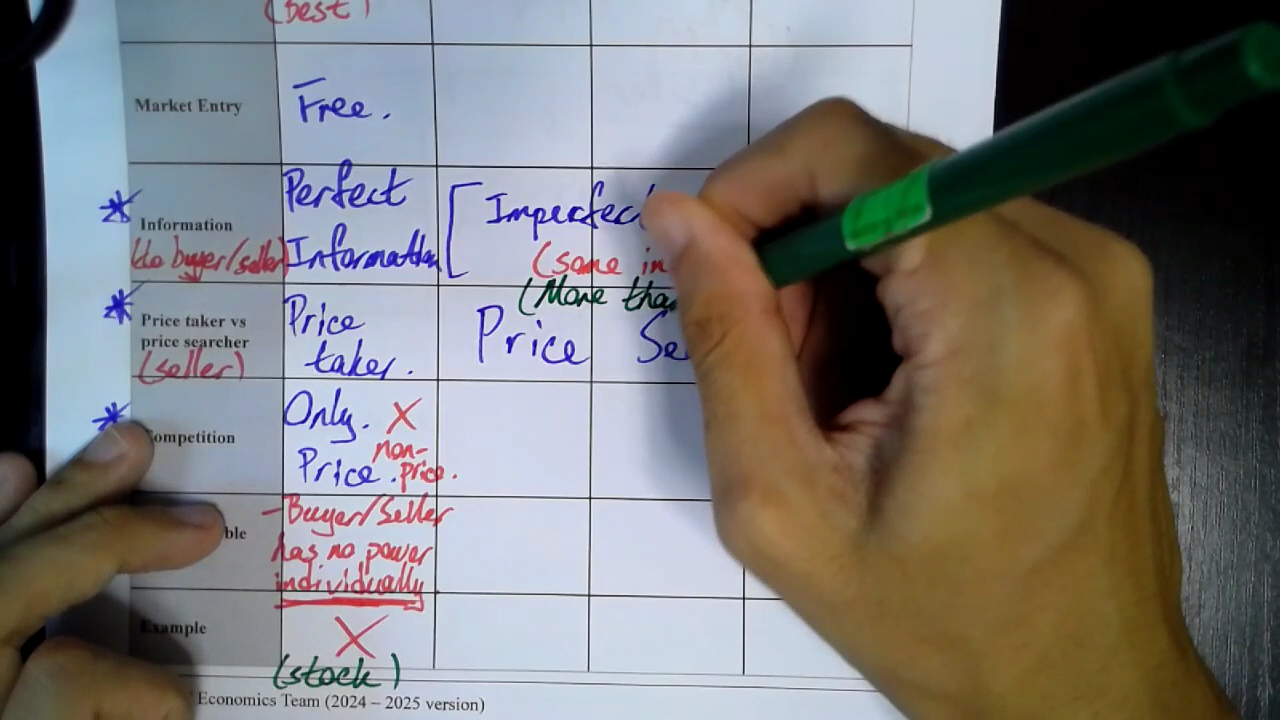 (best)
Market Entry
Free.
Information
(to buyer/seller)
Perfect
Information
Imperfect
(some in
(More than
Price taker vs
price searcher
(seller)
Price
taker.
Price Se
Competition
Only. X
Price. non-
price.
ble
-Buyer/Seller
has no power
individually
Example
X
(stock)
Economics Team (2024 – 2025 version)